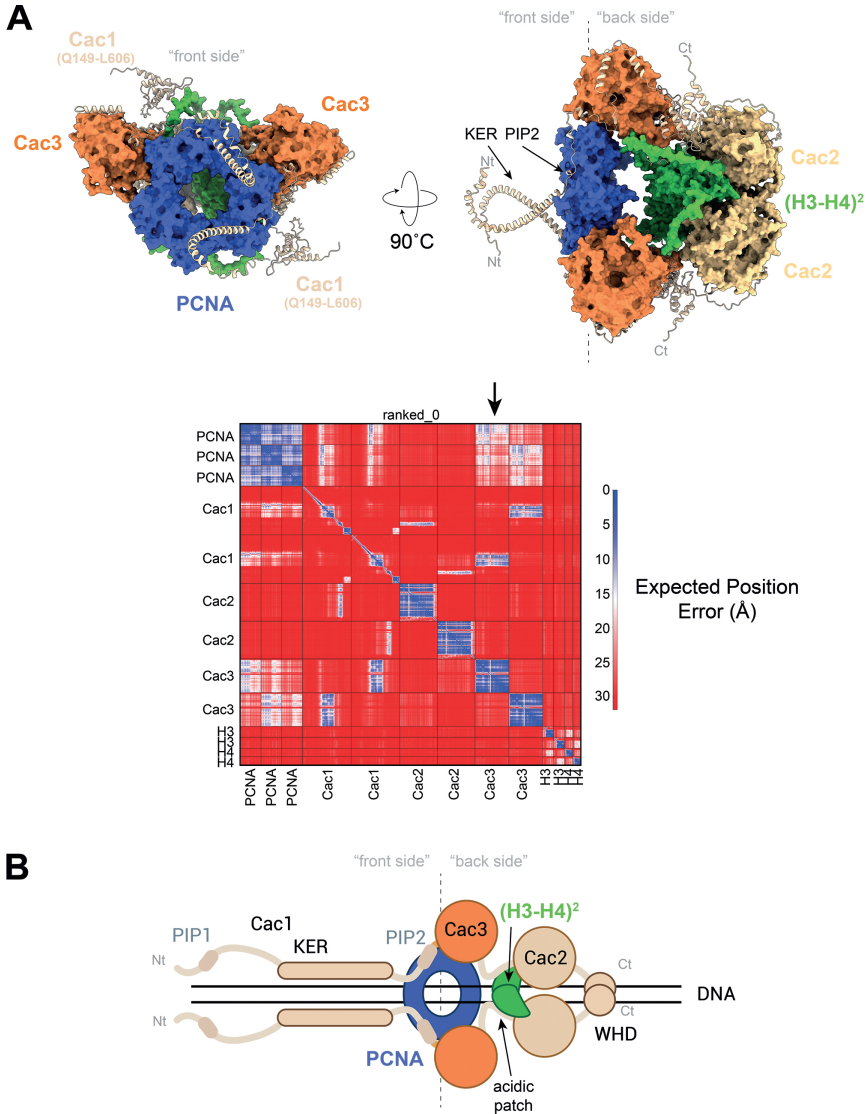 A
Cac1
(Q149-L606)
"front side"
Cac3
Cac3
Cac1
(Q149-L606)
PCNA
90°C
"front side"
"back side"
Ct
KER
PIP2
Nt
Nt
Cac2
(H3-H4)²
Cac2
Ct
ranked_0
PCNA
PCNA
PCNA
Cac1
Cac1
Cac2
Cac2
Cac3
Cac3
H3
H3
H4
H4
PCNA
PCNA
PCNA
Cac1
Cac1
Cac2
Cac2
Cac3
Cac3
H3
H3
H4
H4
0
5
10
15
20
25
30
Expected Position
Error (Å)
B
"front side"
"back side"
PIP1
Nt
Cac1
KER
PIP2
Cac3
(H3-H4)²
Cac2
Ct
DNA
Nt
Ct
PCNA
WHD
acidic
patch